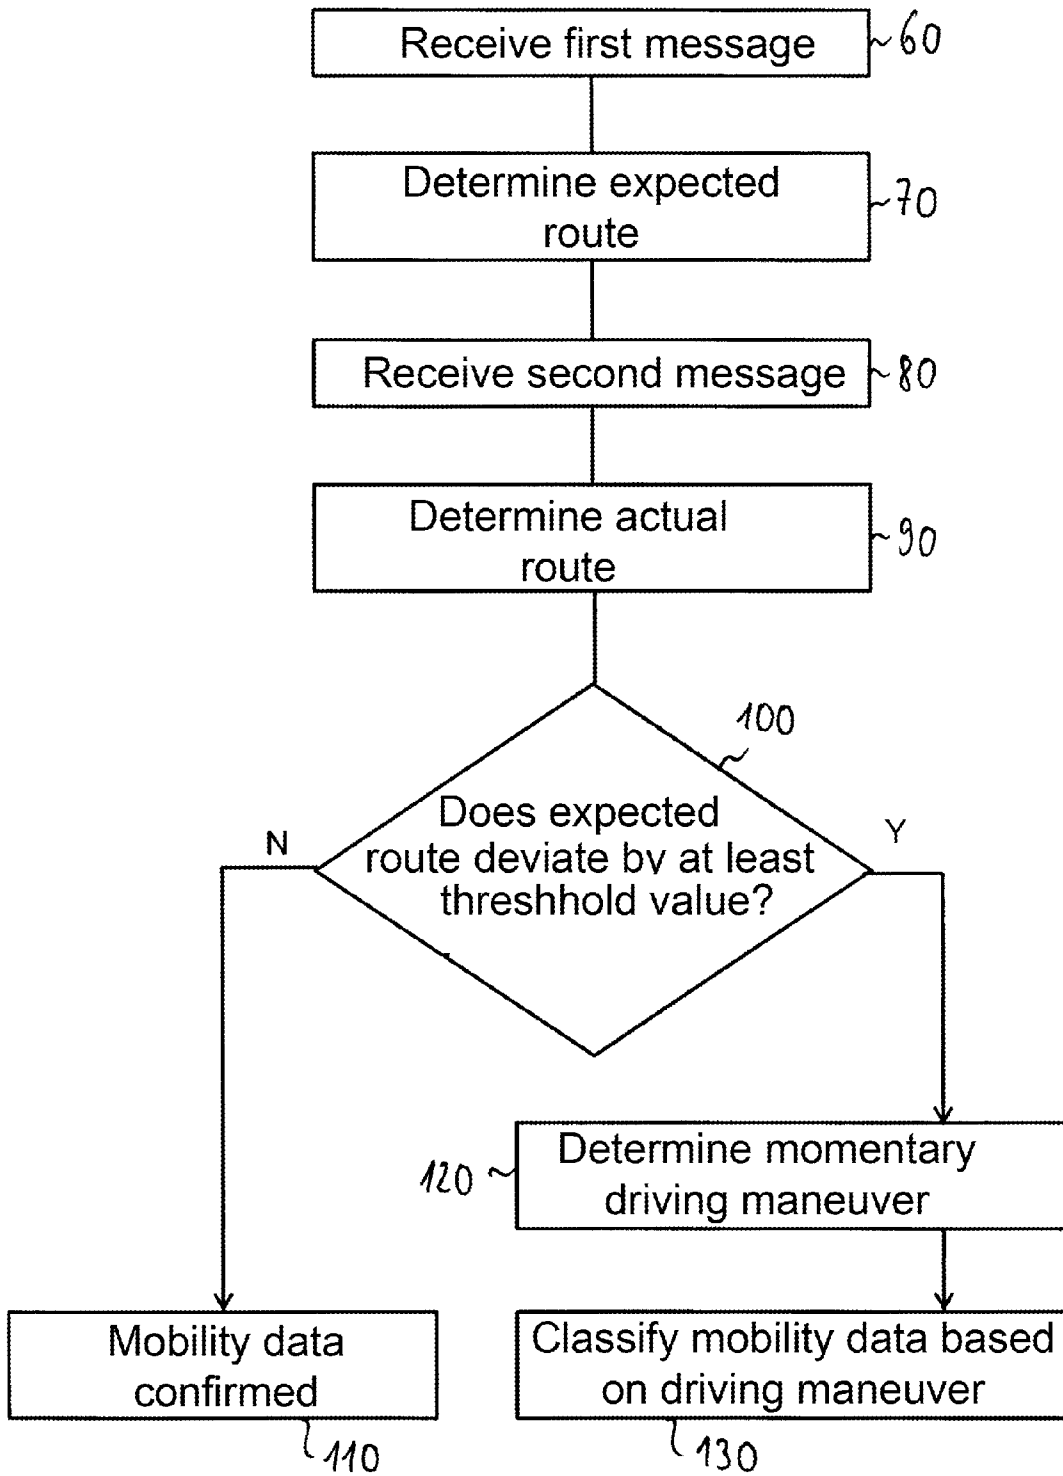 Receive first message
60
Determine expected
route
70
Receive second message
80
Determine actual
route
90
100
Does expected
route deviate by at least
threshhold value?
N
Y
Determine momentary
driving maneuver
120
Mobility data
confirmed
110
Classify mobility data based
on driving maneuver
130